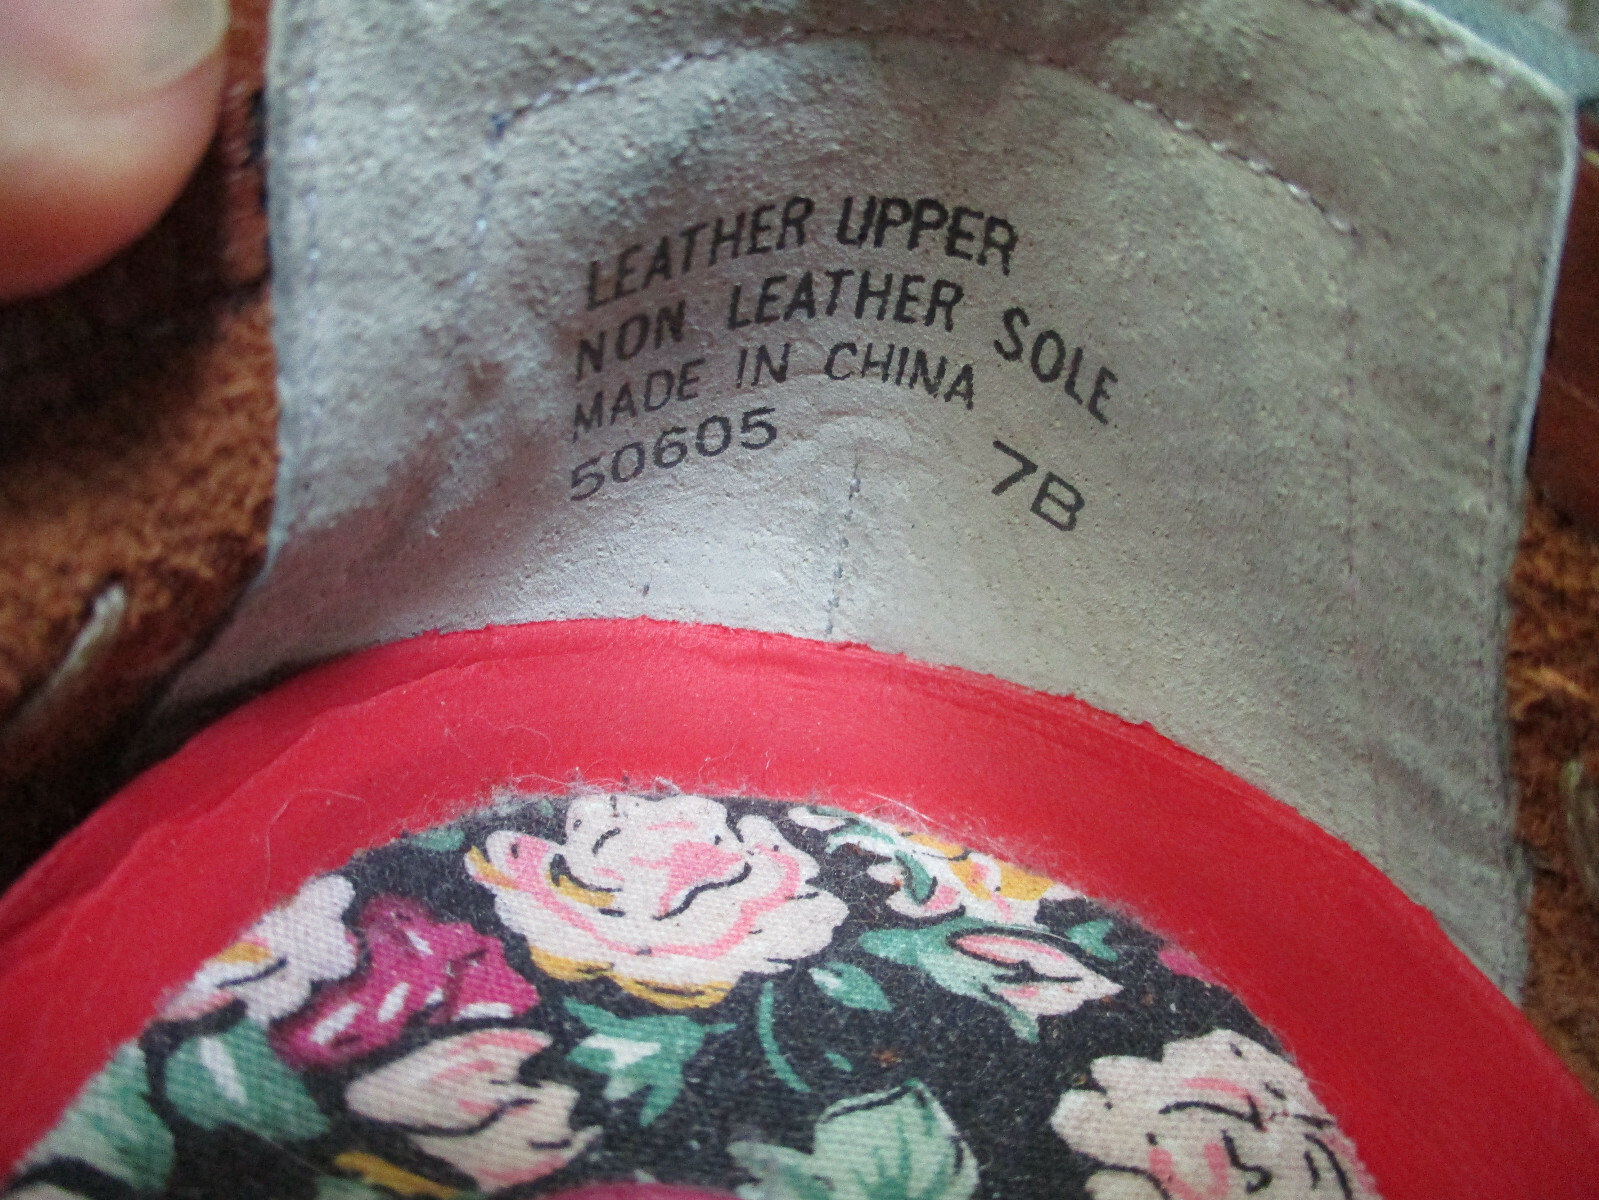 LEATHER UPPER
NON LEATHER SOLE
MADE IN CHINA
50605 7B